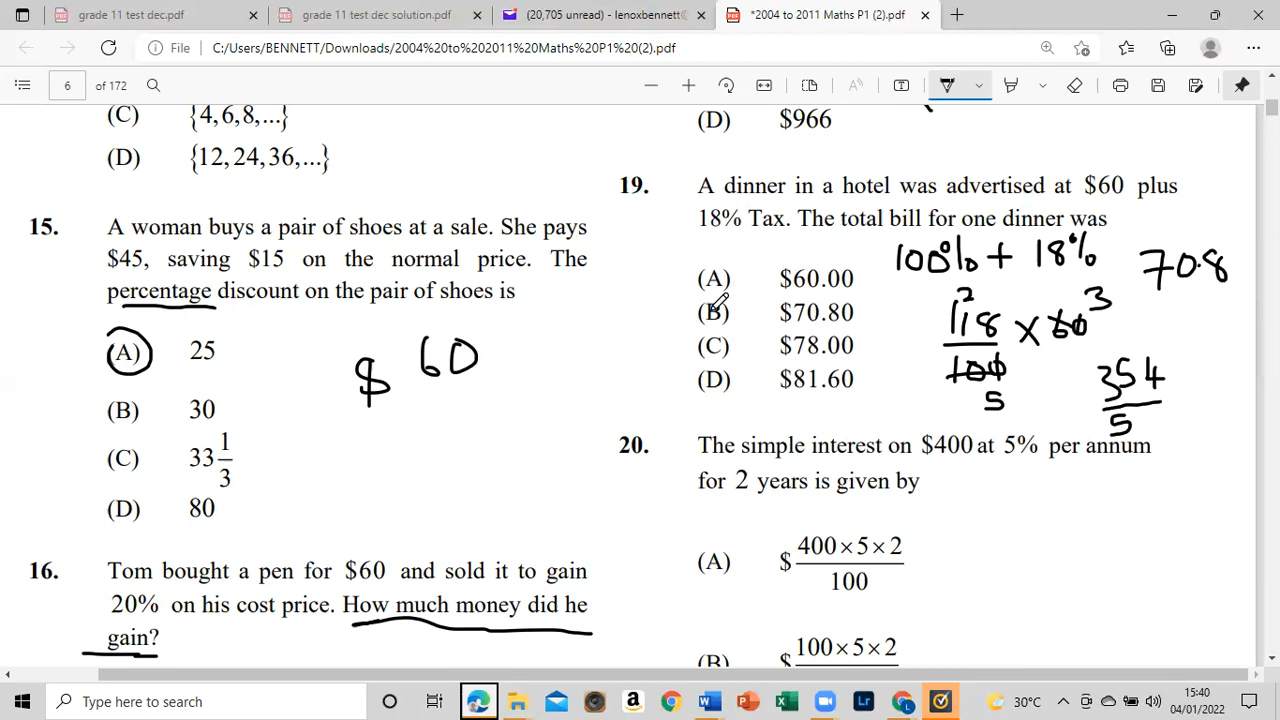 grade 11 test dec.pdf
grade 11 test dec solution.pdf
(20,705 unread) - lenoxbennett@
*2004 to 2011 Maths P1 (2).pdf
File
C:/Users/BENNETT/Downloads/2004%20to%202011%20Maths%20P1%20(2).pdf
6 of 172
(C) {4, 6, 8, ...}
(D) {12, 24, 36, ...}
15. A woman buys a pair of shoes at a sale. She pays
$45, saving $15 on the normal price. The
percentage discount on the pair of shoes is
(A) 25
$ 60
(B) 30
(C) 33 1/3
(D) 80
16. Tom bought a pen for $60 and sold it to gain
20% on his cost price. How much money did he
gain?
(D) $966
19. A dinner in a hotel was advertised at $60 plus
18% Tax. The total bill for one dinner was
100% + 18%
70.8
(A) $60.00
(B) $70.80
(C) $78.00
(D) $81.60
2 3
118 × 60
100
5
354
5
20. The simple interest on $400 at 5% per annum
for 2 years is given by
(A) $ 400×5×2
100
(B) $ 100×5×2
Type here to search
30°C
15:40
04/01/2022